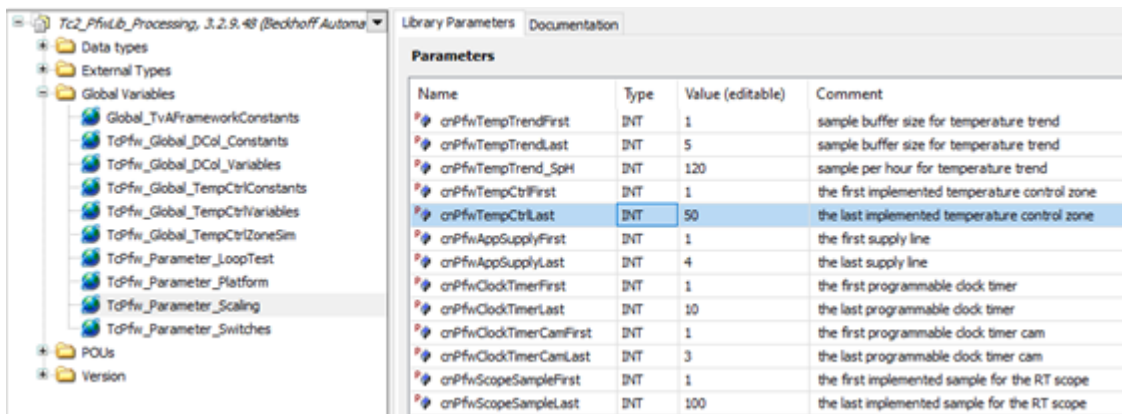 Tc2_PfwLib_Processing, 3.2.9.48 (Beckhoff Automa
Data types
External Types
Global Variables
Global_TvAFrameworkConstants
TcPfw_Global_DCol_Constants
TcPfw_Global_DCol_Variables
TcPfw_Global_TempCtrlConstants
TcPfw_Global_TempCtrlVariables
TcPfw_Global_TempCtrlZoneSim
TcPfw_Parameter_LoopTest
TcPfw_Parameter_Platform
TcPfw_Parameter_Scaling
TcPfw_Parameter_Switches
POUs
Version
Library Parameters Documentation
Parameters
Name Type Value (editable) Comment
cnPfwTempTrendFirst INT 1 sample buffer size for temperature trend
cnPfwTempTrendLast INT 5 sample buffer size for temperature trend
cnPfwTempTrend_SpH INT 120 sample per hour for temperature trend
cnPfwTempCtrlFirst INT 1 the first implemented temperature control zone
cnPfwTempCtrlLast INT 50 the last implemented temperature control zone
cnPfwAppSupplyFirst INT 1 the first supply line
cnPfwAppSupplyLast INT 4 the last supply line
cnPfwClockTimerFirst INT 1 the first programmable clock timer
cnPfwClockTimerLast INT 10 the last programmable clock timer
cnPfwClockTimerCamFirst INT 1 the first programmable clock timer cam
cnPfwClockTimerCamLast INT 3 the last programmable clock timer cam
cnPfwScopeSampleFirst INT 1 the first implemented sample for the RT scope
cnPfwScopeSampleLast INT 100 the last implemented sample for the RT scope